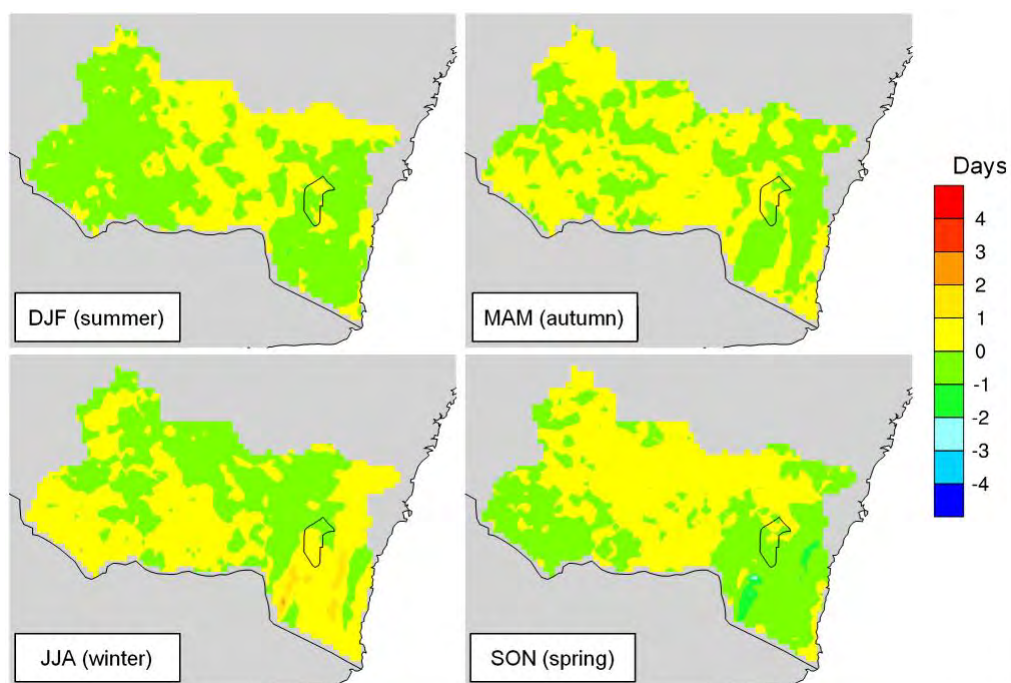 Days
4
3
2
1
0
-1
-2
-3
-4
DJF (summer)
MAM (autumn)
JJA (winter)
SON (spring)